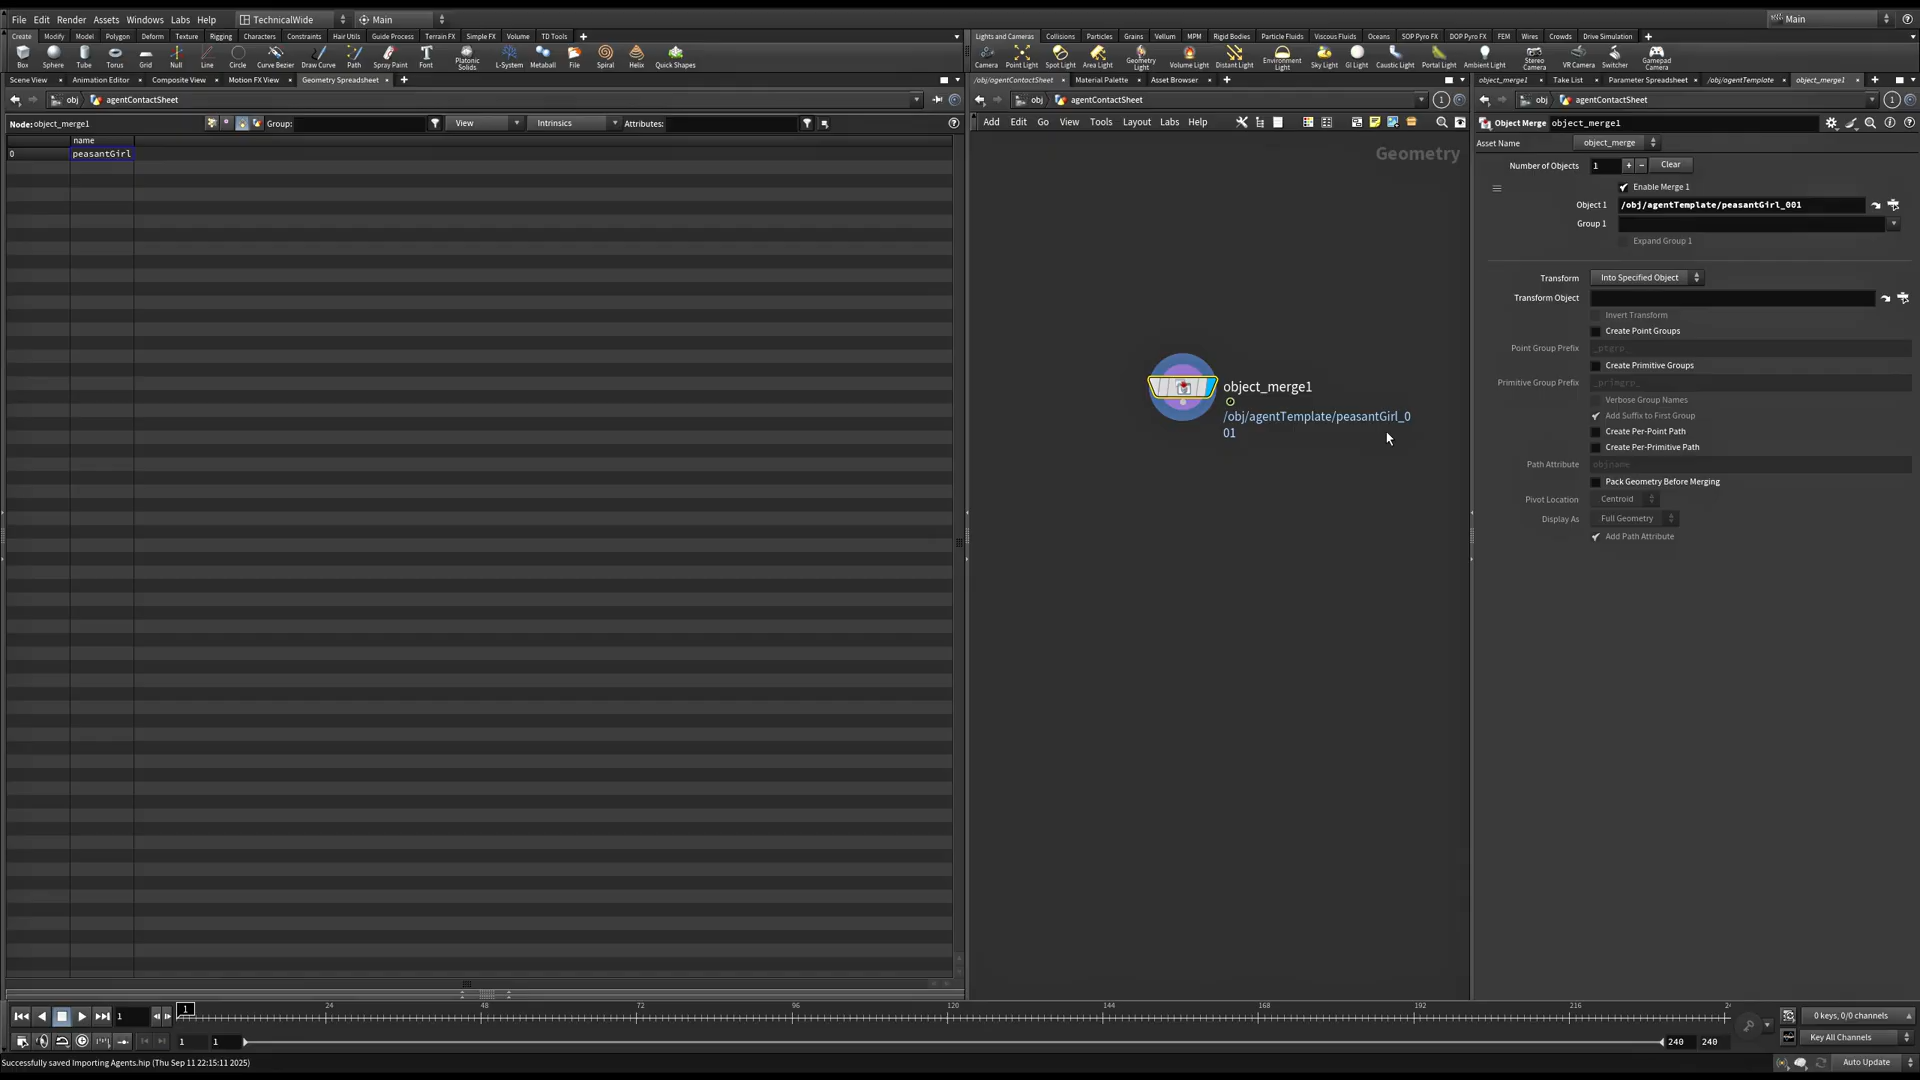 File Edit Render Assets Windows Labs Help TechnicalWide Main Main
Create Modify Model Polygon Deform Texture Rigging Characters Constraints Hair Utils Guide Process Terrain FX Simple FX Volume TD Tools
Box Sphere Tube Torus Grid Null Line Circle Curve Bezier Draw Curve Path Spray Paint Font Platonic Solids L-System Metaball File Spiral Helix Quick Shapes
Lights and Cameras Collisions Particles Grains Vellum MPM Rigid Bodies Particle Fluids Viscous Fluids Oceans SOP Pyro FX DOP Pyro FX FEM Wires Crowds Drive Simulation
Camera Point Light Spot Light Area Light Geometry Light Volume Light Distant Light Environment Light Sky Light GI Light Caustic Light Portal Light Ambient Light Stereo Camera VR Camera Switcher Gamepad Camera
Scene View Animation Editor Composite View Motion FX View Geometry Spreadsheet
obj agentContactSheet
Node: object_merge1 Group: View Intrinsics Attributes:
name
0 peasantGirl
/obj/agentContactSheet Material Palette Asset Browser
obj agentContactSheet 1
Add Edit Go View Tools Layout Labs Help
Geometry
object_merge1
/obj/agentTemplate/peasantGirl_0
01
object_merge1 Take List Parameter Spreadsheet /obj/agentTemplate object_merge1
obj agentContactSheet 1
Object Merge object_merge1
Asset Name object_merge
Number of Objects 1 Clear
Enable Merge 1
Object 1 /obj/agentTemplate/peasantGirl_001
Group 1
Expand Group 1
Transform Into Specified Object
Transform Object
Invert Transform
Create Point Groups
Point Group Prefix _ptgrp_
Create Primitive Groups
Primitive Group Prefix _primgrp_
Verbose Group Names
Add Suffix to First Group
Create Per-Point Path
Create Per-Primitive Path
Path Attribute objname
Pack Geometry Before Merging
Pivot Location Centroid
Display As Full Geometry
Add Path Attribute
1 1 24 48 72 96 120 144 168 192 216
0 keys, 0/0 channels
1 1 240 240
Key All Channels
Successfully saved Importing Agents.hip (Thu Sep 11 22:15:11 2025)
Auto Update